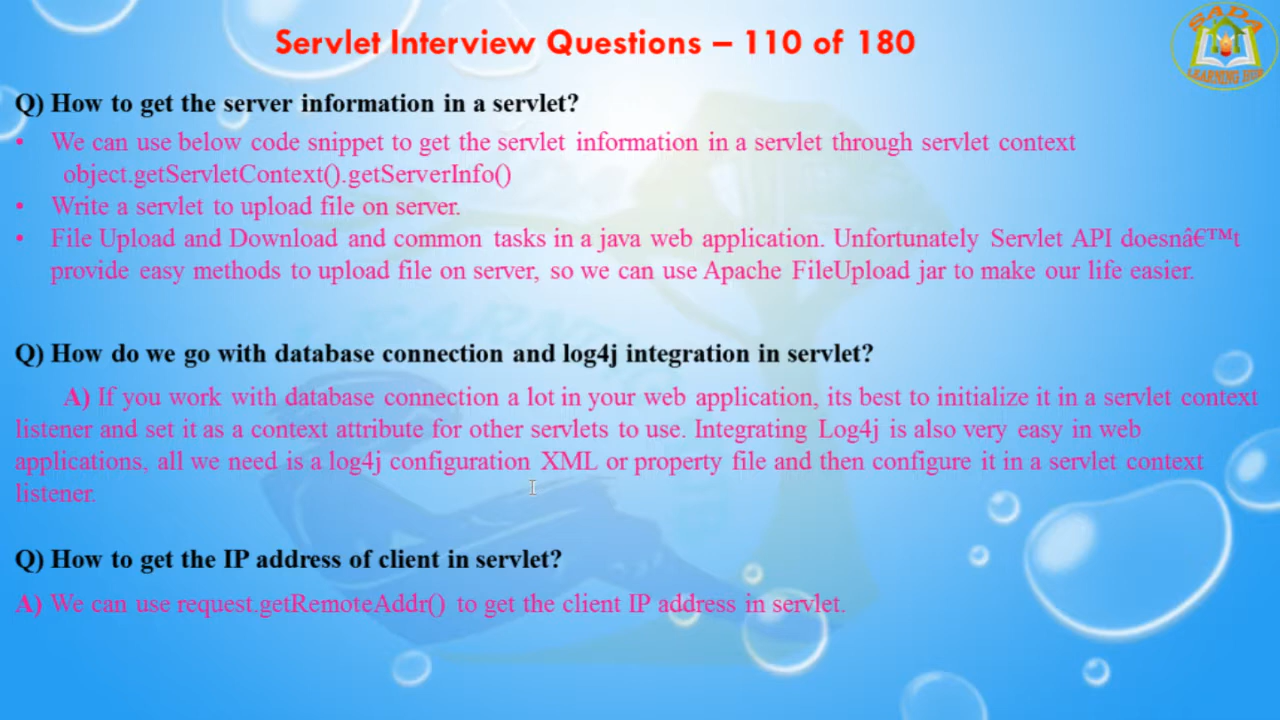 Servlet Interview Questions – 110 of 180
SADA
LEARNING HUB
Q) How to get the server information in a servlet?
• We can use below code snippet to get the servlet information in a servlet through servlet context
object.getServletContext().getServerInfo()
• Write a servlet to upload file on server.
• File Upload and Download and common tasks in a java web application. Unfortunately Servlet API doesnâ€™t
provide easy methods to upload file on server, so we can use Apache FileUpload jar to make our life easier.
Q) How do we go with database connection and log4j integration in servlet?
A) If you work with database connection a lot in your web application, its best to initialize it in a servlet context
listener and set it as a context attribute for other servlets to use. Integrating Log4j is also very easy in web
applications, all we need is a log4j configuration XML or property file and then configure it in a servlet context
listener.
Q) How to get the IP address of client in servlet?
A) We can use request.getRemoteAddr() to get the client IP address in servlet.